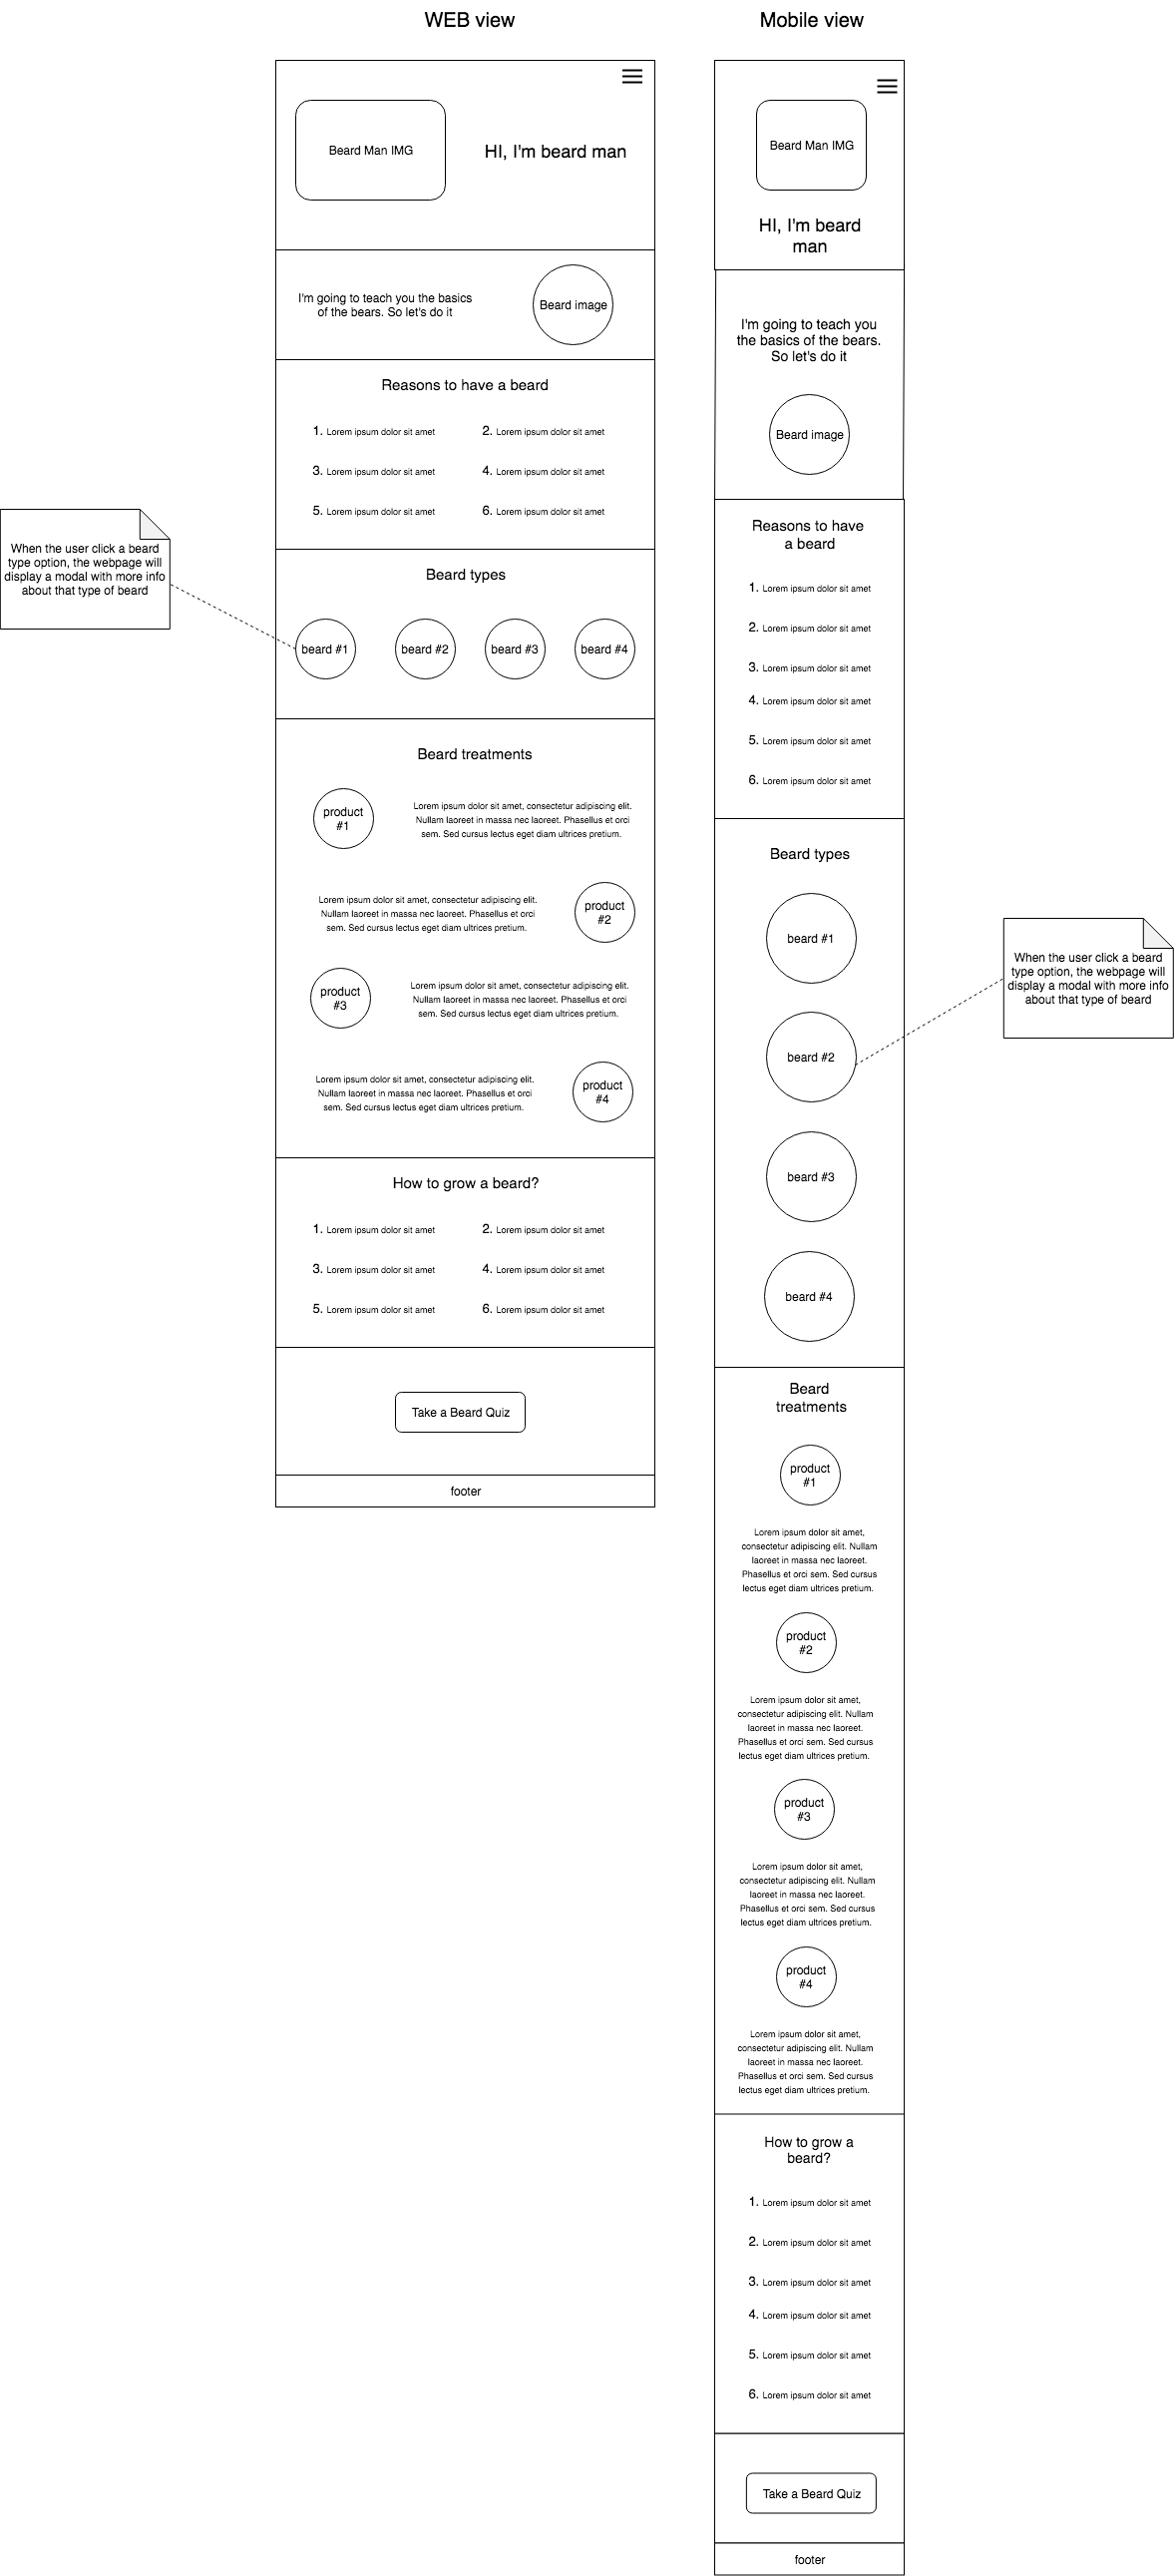 WEB view
Beard Man IMG
HI, I'm beard man
I'm going to teach you the basics
of the bears. So let's do it
Beard image
Reasons to have a beard
1. Lorem ipsum dolor sit amet
2. Lorem ipsum dolor sit amet
3. Lorem ipsum dolor sit amet
4. Lorem ipsum dolor sit amet
5. Lorem ipsum dolor sit amet
6. Lorem ipsum dolor sit amet
When the user click a beard
type option, the webpage will
display a modal with more info
about that type of beard
Beard types
beard #1
beard #2
beard #3
beard #4
Beard treatments
product
#1
Lorem ipsum dolor sit amet, consectetur adipiscing elit.
Nullam laoreet in massa nec laoreet. Phasellus et orci
sem. Sed cursus lectus eget diam ultrices pretium.
Lorem ipsum dolor sit amet, consectetur adipiscing elit.
Nullam laoreet in massa nec laoreet. Phasellus et orci
sem. Sed cursus lectus eget diam ultrices pretium.
product
#2
product
#3
Lorem ipsum dolor sit amet, consectetur adipiscing elit.
Nullam laoreet in massa nec laoreet. Phasellus et orci
sem. Sed cursus lectus eget diam ultrices pretium.
Lorem ipsum dolor sit amet, consectetur adipiscing elit.
Nullam laoreet in massa nec laoreet. Phasellus et orci
sem. Sed cursus lectus eget diam ultrices pretium.
product
#4
How to grow a beard?
1. Lorem ipsum dolor sit amet
2. Lorem ipsum dolor sit amet
3. Lorem ipsum dolor sit amet
4. Lorem ipsum dolor sit amet
5. Lorem ipsum dolor sit amet
6. Lorem ipsum dolor sit amet
Take a Beard Quiz
footer
Mobile view
Beard Man IMG
HI, I'm beard
man
I'm going to teach you
the basics of the bears.
So let's do it
Beard image
Reasons to have
a beard
1. Lorem ipsum dolor sit amet
2. Lorem ipsum dolor sit amet
3. Lorem ipsum dolor sit amet
4. Lorem ipsum dolor sit amet
5. Lorem ipsum dolor sit amet
6. Lorem ipsum dolor sit amet
Beard types
beard #1
beard #2
beard #3
beard #4
When the user click a beard
type option, the webpage will
display a modal with more info
about that type of beard
Beard
treatments
product
#1
Lorem ipsum dolor sit amet,
consectetur adipiscing elit. Nullam
laoreet in massa nec laoreet.
Phasellus et orci sem. Sed cursus
lectus eget diam ultrices pretium.
product
#2
Lorem ipsum dolor sit amet,
consectetur adipiscing elit. Nullam
laoreet in massa nec laoreet.
Phasellus et orci sem. Sed cursus
lectus eget diam ultrices pretium.
product
#3
Lorem ipsum dolor sit amet,
consectetur adipiscing elit. Nullam
laoreet in massa nec laoreet.
Phasellus et orci sem. Sed cursus
lectus eget diam ultrices pretium.
product
#4
Lorem ipsum dolor sit amet,
consectetur adipiscing elit. Nullam
laoreet in massa nec laoreet.
Phasellus et orci sem. Sed cursus
lectus eget diam ultrices pretium.
How to grow a
beard?
1. Lorem ipsum dolor sit amet
2. Lorem ipsum dolor sit amet
3. Lorem ipsum dolor sit amet
4. Lorem ipsum dolor sit amet
5. Lorem ipsum dolor sit amet
6. Lorem ipsum dolor sit amet
Take a Beard Quiz
footer